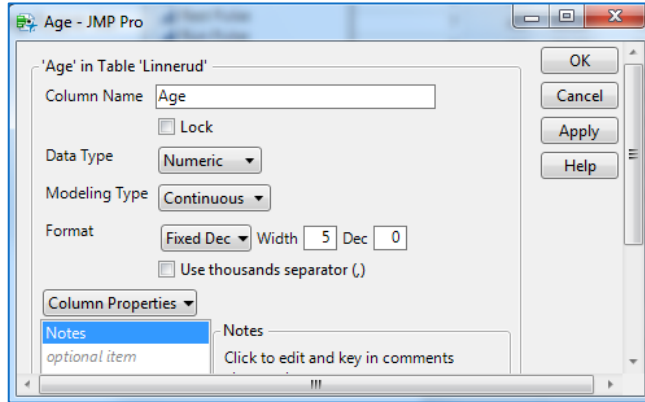 Age - JMP Pro
'Age' in Table 'Linnerud'
OK
Column Name Age
Cancel
Lock
Apply
Data Type Numeric
Help
Modeling Type Continuous
Format Fixed Dec Width 5 Dec 0
Use thousands separator (,)
Column Properties
Notes
optional item
Notes
Click to edit and key in comments